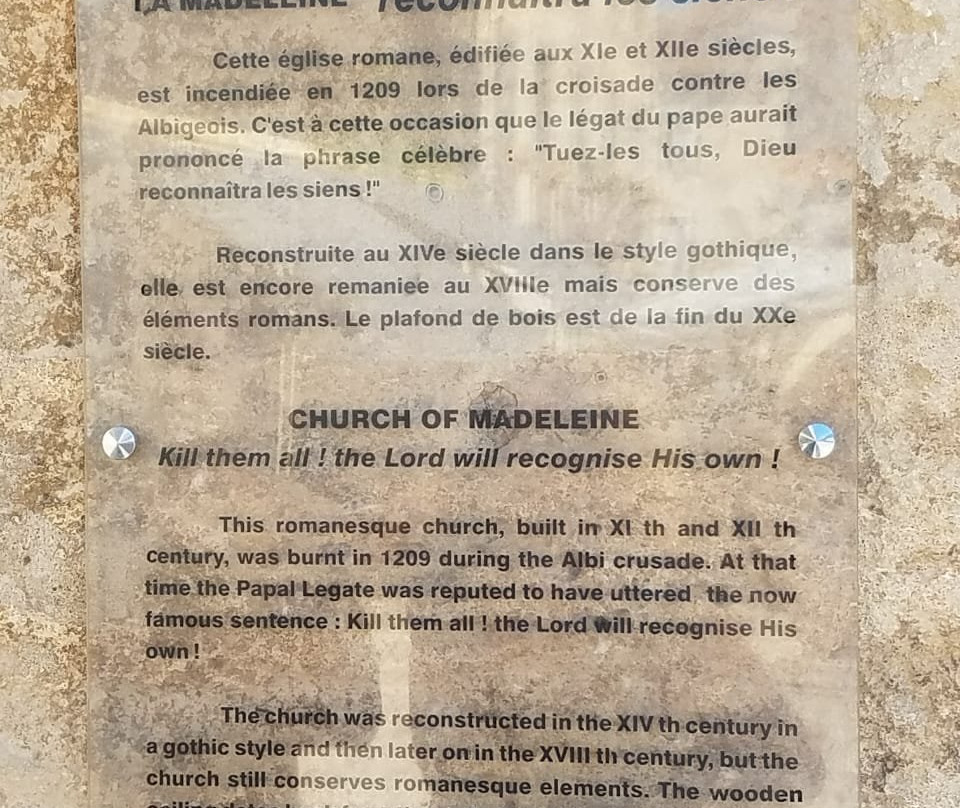 LA MADELEINE reconnaîtra les siens
Cette église romane, édifiée aux XIe et XIIe siècles,
est incendiée en 1209 lors de la croisade contre les
Albigeois. C'est à cette occasion que le légat du pape aurait
prononcé la phrase célèbre : "Tuez-les tous, Dieu
reconnaîtra les siens !"
Reconstruite au XIVe siècle dans le style gothique,
elle est encore remaniee au XVIIIe mais conserve des
éléments romans. Le plafond de bois est de la fin du XXe
siècle.
CHURCH OF MADELEINE
Kill them all ! the Lord will recognise His own !
This romanesque church, built in XI th and XII th
century, was burnt in 1209 during the Albi crusade. At that
time the Papal Legate was reputed to have uttered the now
famous sentence : Kill them all ! the Lord will recognise His
own !
The church was reconstructed in the XIV th century in
a gothic style and then later on in the XVIII th century, but the
church still conserves romanesque elements. The wooden